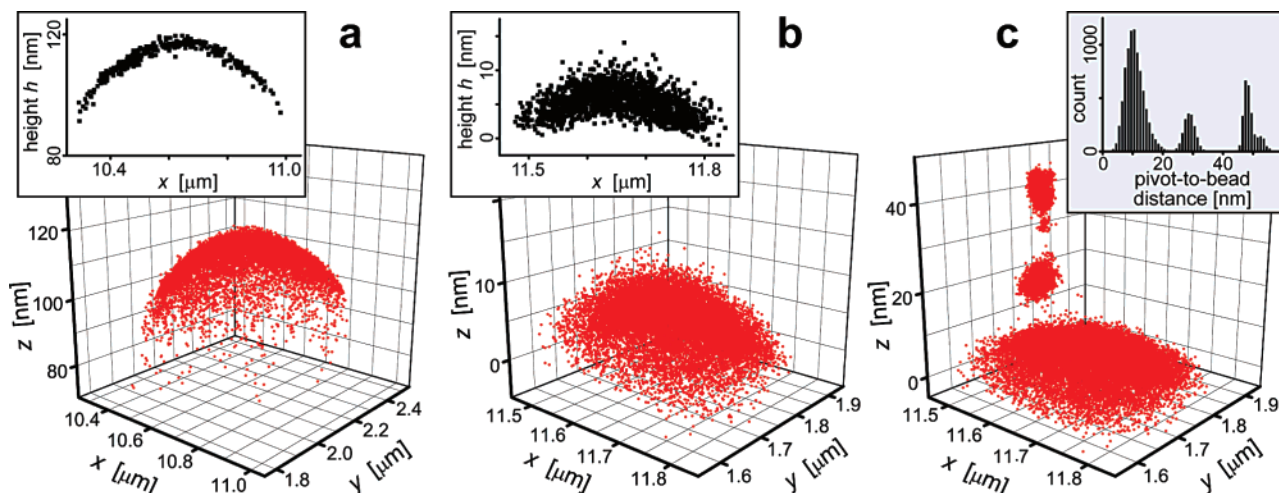 a
120
80
height h [nm]
10.4
11.0
x [μm]
120
100
80
z [nm]
10.4
10.6
10.8
11.0
x [μm]
1.8
2.0
2.2
2.4
y [μm]
b
10
0
height h [nm]
11.5
11.8
x [μm]
10
0
z [nm]
11.5
11.6
11.7
11.8
x [μm]
1.6
1.7
1.8
1.9
y [μm]
c
1000
0
count
0
20
40
pivot-to-bead
distance [nm]
40
20
0
z [nm]
11.5
11.6
11.7
11.8
x [μm]
1.6
1.7
1.8
1.9
y [μm]